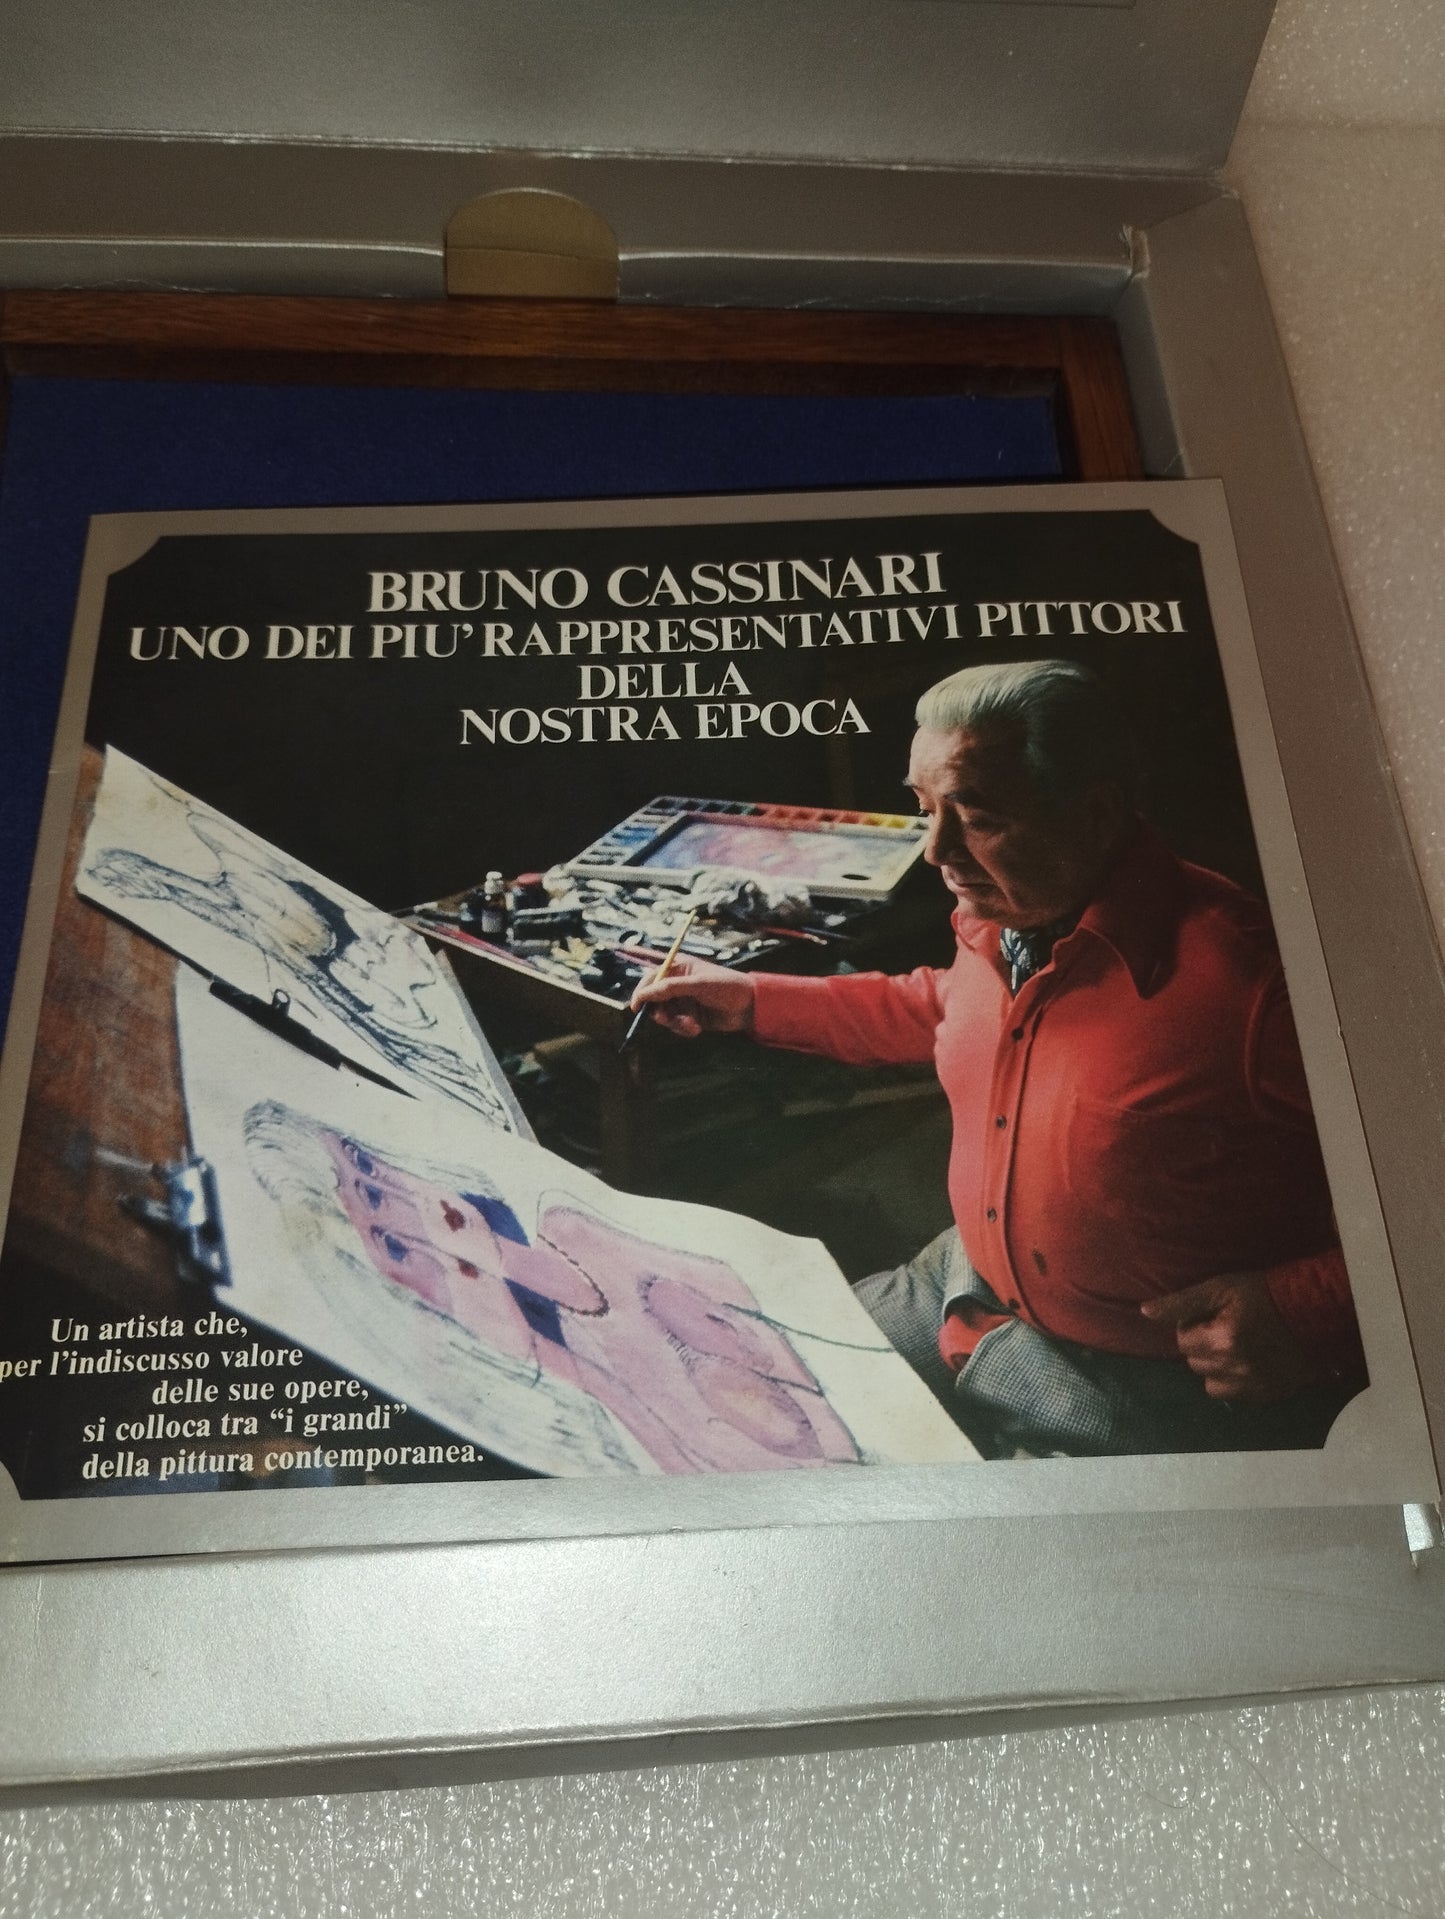 BRUNO CASSINARI
UNO DEI PIU' RAPPRESENTATIVI PITTORI
DELLA
NOSTRA EPOCA
Un artista che,
per l'indiscusso valore
delle sue opere,
si colloca tra “i grandi”
della pittura contemporanea.